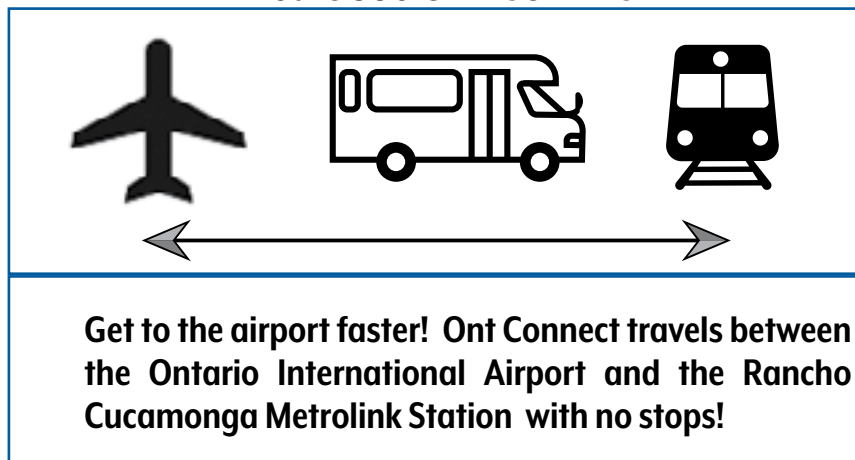 Get to the airport faster! Ont Connect travels between
the Ontario International Airport and the Rancho
Cucamonga Metrolink Station with no stops!